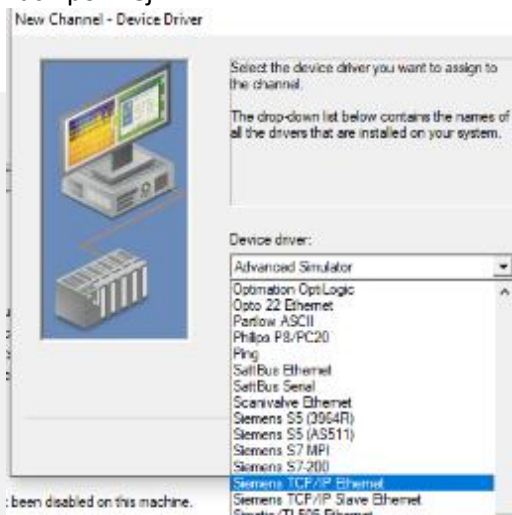 New Channel - Device Driver
Select the device driver you want to assign to
the channel.
The drop-down list below contains the names of
all the drivers that are installed on your system.
Device driver:
Advanced Simulator
Optimation OptiLogic
Opto 22 Ethernet
Partlow ASCII
Philips P8/PC20
Ping
SattBus Ethernet
SattBus Serial
Scanivalve Ethernet
Siemens S5 (3964R)
Siemens S5 (AS511)
Siemens S7 MPI
Siemens S7-200
Siemens TCP/IP Ethernet
Siemens TCP/IP Slave Ethernet
Simatic/TI 505 Ethernet
been disabled on this machine.